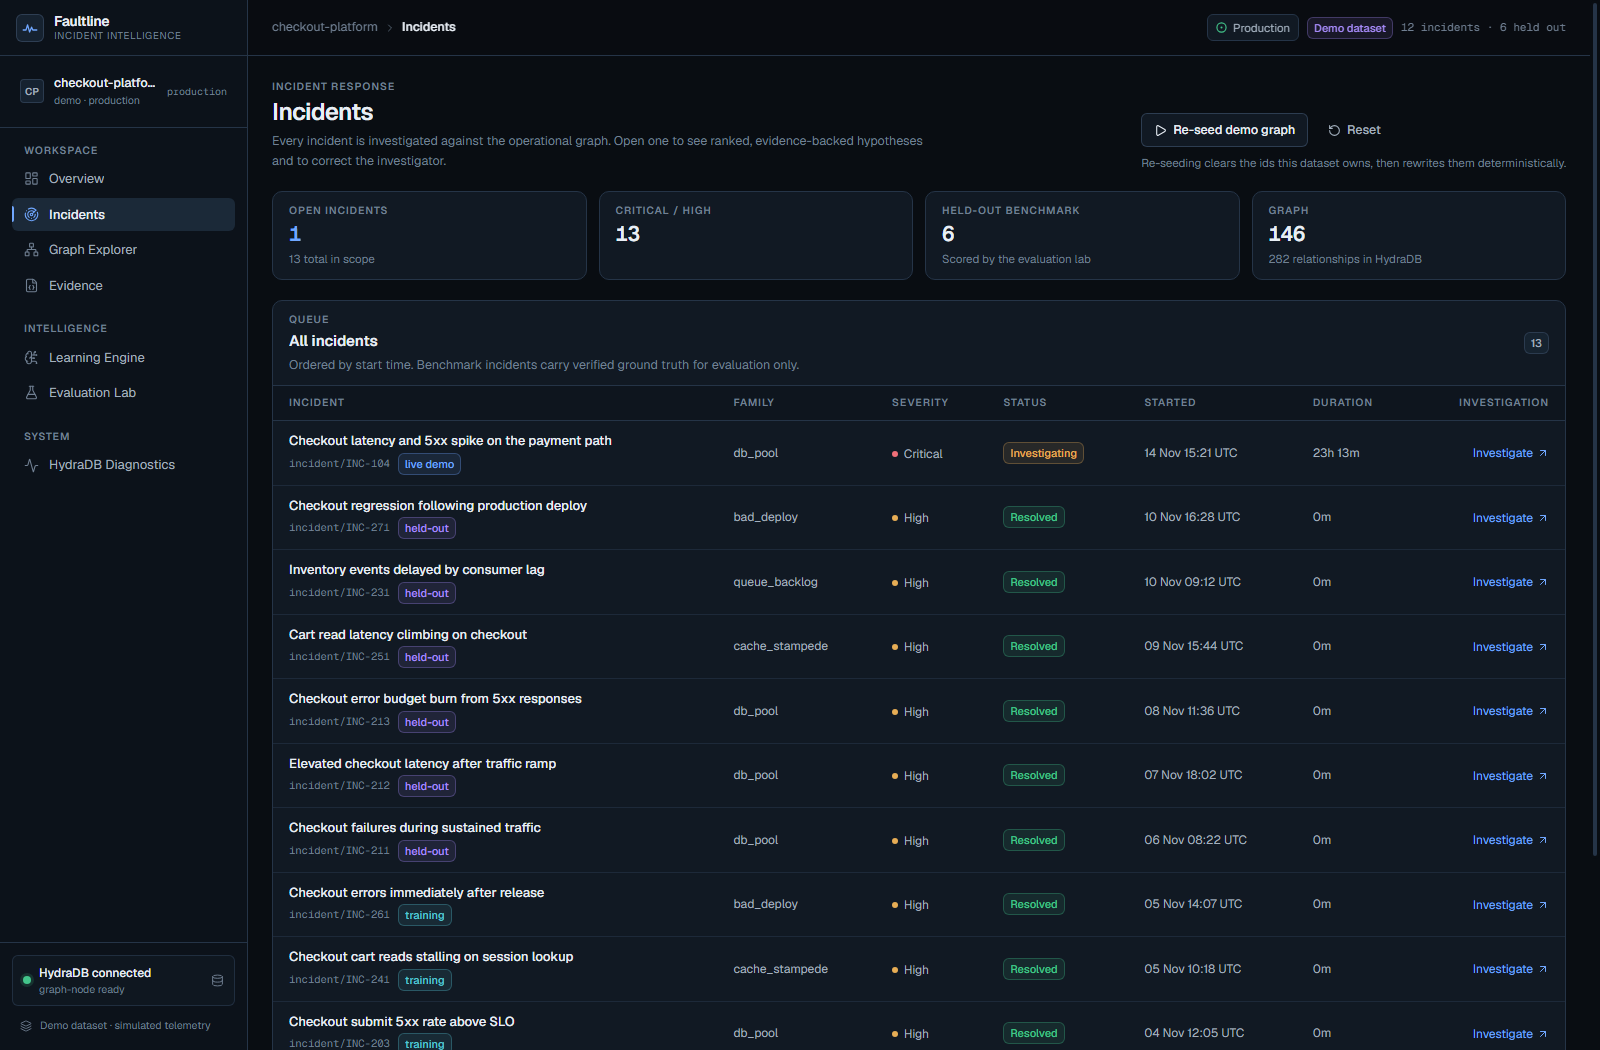 Faultline
INCIDENT INTELLIGENCE
CP
checkout-platfo...
demo · production
production
WORKSPACE
Overview
Incidents
Graph Explorer
Evidence
INTELLIGENCE
Learning Engine
Evaluation Lab
SYSTEM
HydraDB Diagnostics
HydraDB connected
graph-node ready
Demo dataset · simulated telemetry
checkout-platform › Incidents
Production
Demo dataset
12 incidents · 6 held out
INCIDENT RESPONSE
Incidents
Every incident is investigated against the operational graph. Open one to see ranked, evidence-backed hypotheses
and to correct the investigator.
Re-seed demo graph
Reset
Re-seeding clears the ids this dataset owns, then rewrites them deterministically.
OPEN INCIDENTS
1
13 total in scope
CRITICAL / HIGH
13
HELD-OUT BENCHMARK
6
Scored by the evaluation lab
GRAPH
146
282 relationships in HydraDB
QUEUE
All incidents
Ordered by start time. Benchmark incidents carry verified ground truth for evaluation only.
13
INCIDENT FAMILY SEVERITY STATUS STARTED DURATION INVESTIGATION
Checkout latency and 5xx spike on the payment path
incident/INC-104 live demo
db_pool Critical Investigating 14 Nov 15:21 UTC 23h 13m Investigate
Checkout regression following production deploy
incident/INC-271 held-out
bad_deploy High Resolved 10 Nov 16:28 UTC 0m Investigate
Inventory events delayed by consumer lag
incident/INC-231 held-out
queue_backlog High Resolved 10 Nov 09:12 UTC 0m Investigate
Cart read latency climbing on checkout
incident/INC-251 held-out
cache_stampede High Resolved 09 Nov 15:44 UTC 0m Investigate
Checkout error budget burn from 5xx responses
incident/INC-213 held-out
db_pool High Resolved 08 Nov 11:36 UTC 0m Investigate
Elevated checkout latency after traffic ramp
incident/INC-212 held-out
db_pool High Resolved 07 Nov 18:02 UTC 0m Investigate
Checkout failures during sustained traffic
incident/INC-211 held-out
db_pool High Resolved 06 Nov 08:22 UTC 0m Investigate
Checkout errors immediately after release
incident/INC-261 training
bad_deploy High Resolved 05 Nov 14:07 UTC 0m Investigate
Checkout cart reads stalling on session lookup
incident/INC-241 training
cache_stampede High Resolved 05 Nov 10:18 UTC 0m Investigate
Checkout submit 5xx rate above SLO
incident/INC-203 training
db_pool High Resolved 04 Nov 12:05 UTC 0m Investigate